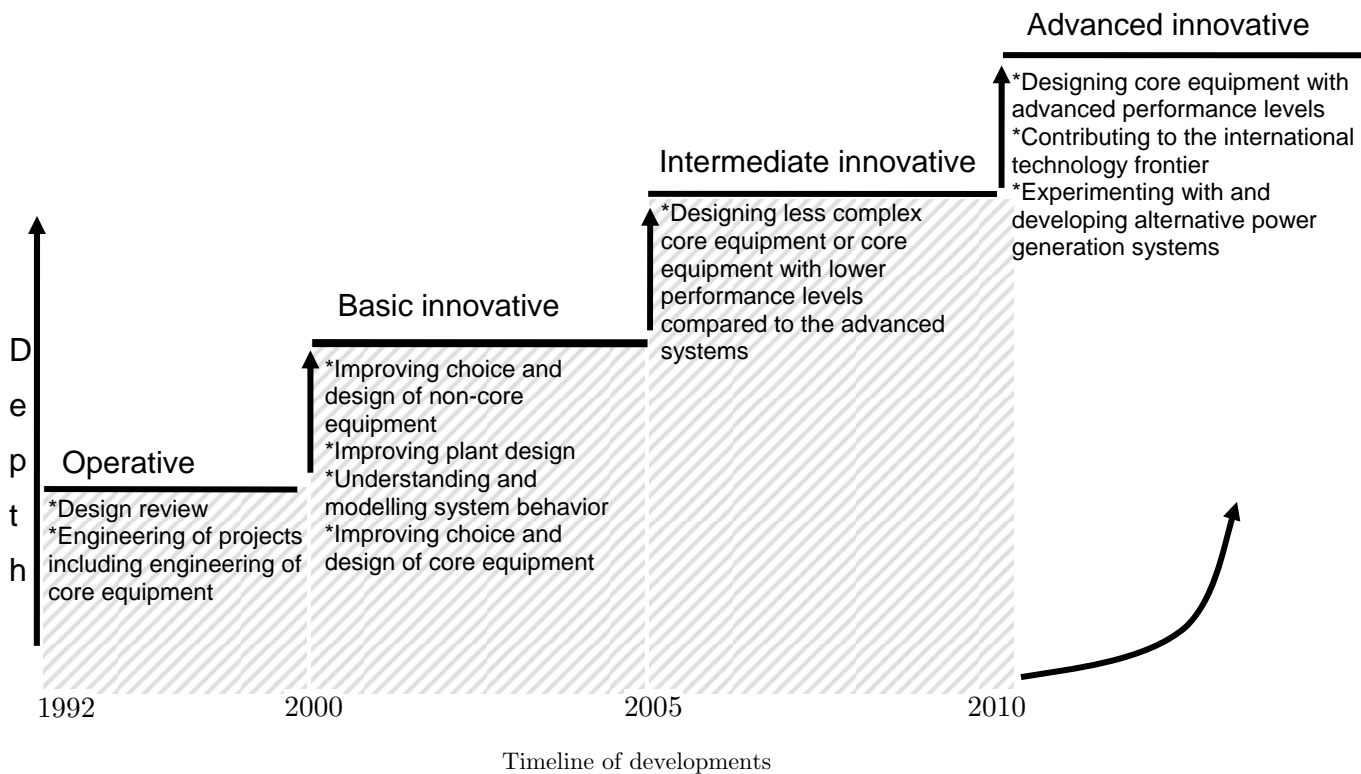 Advanced innovative
*Designing core equipment with
advanced performance levels
*Contributing to the international
technology frontier
*Experimenting with and
developing alternative power
generation systems
Intermediate innovative
*Designing less complex
core equipment or core
equipment with lower
performance levels
compared to the advanced
systems
Basic innovative
*Improving choice and
design of non-core
equipment
*Improving plant design
*Understanding and
modelling system behavior
*Improving choice and
design of core equipment
Operative
*Design review
*Engineering of projects
including engineering of
core equipment
D
e
p
t
h
1992
2000
2005
2010
Timeline of developments